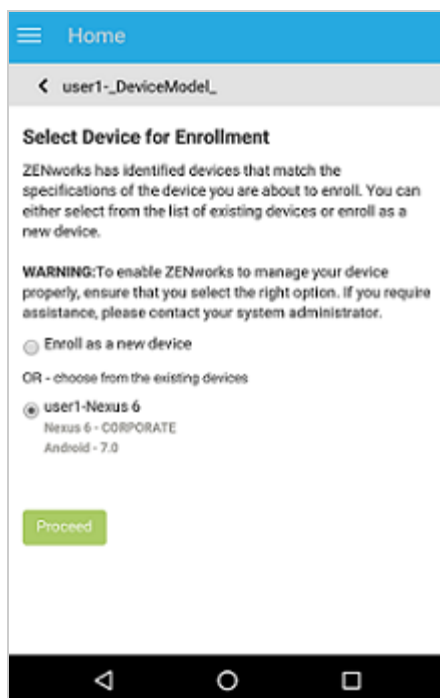 Home
user1-_DeviceModel_
Select Device for Enrollment
ZENworks has identified devices that match the
specifications of the device you are about to enroll. You can
either select from the list of existing devices or enroll as a
new device.
WARNING:To enable ZENworks to manage your device
properly, ensure that you select the right option. If you require
assistance, please contact your system administrator.
Enroll as a new device
OR - choose from the existing devices
user1-Nexus 6
Nexus 6 - CORPORATE
Android - 7.0
Proceed